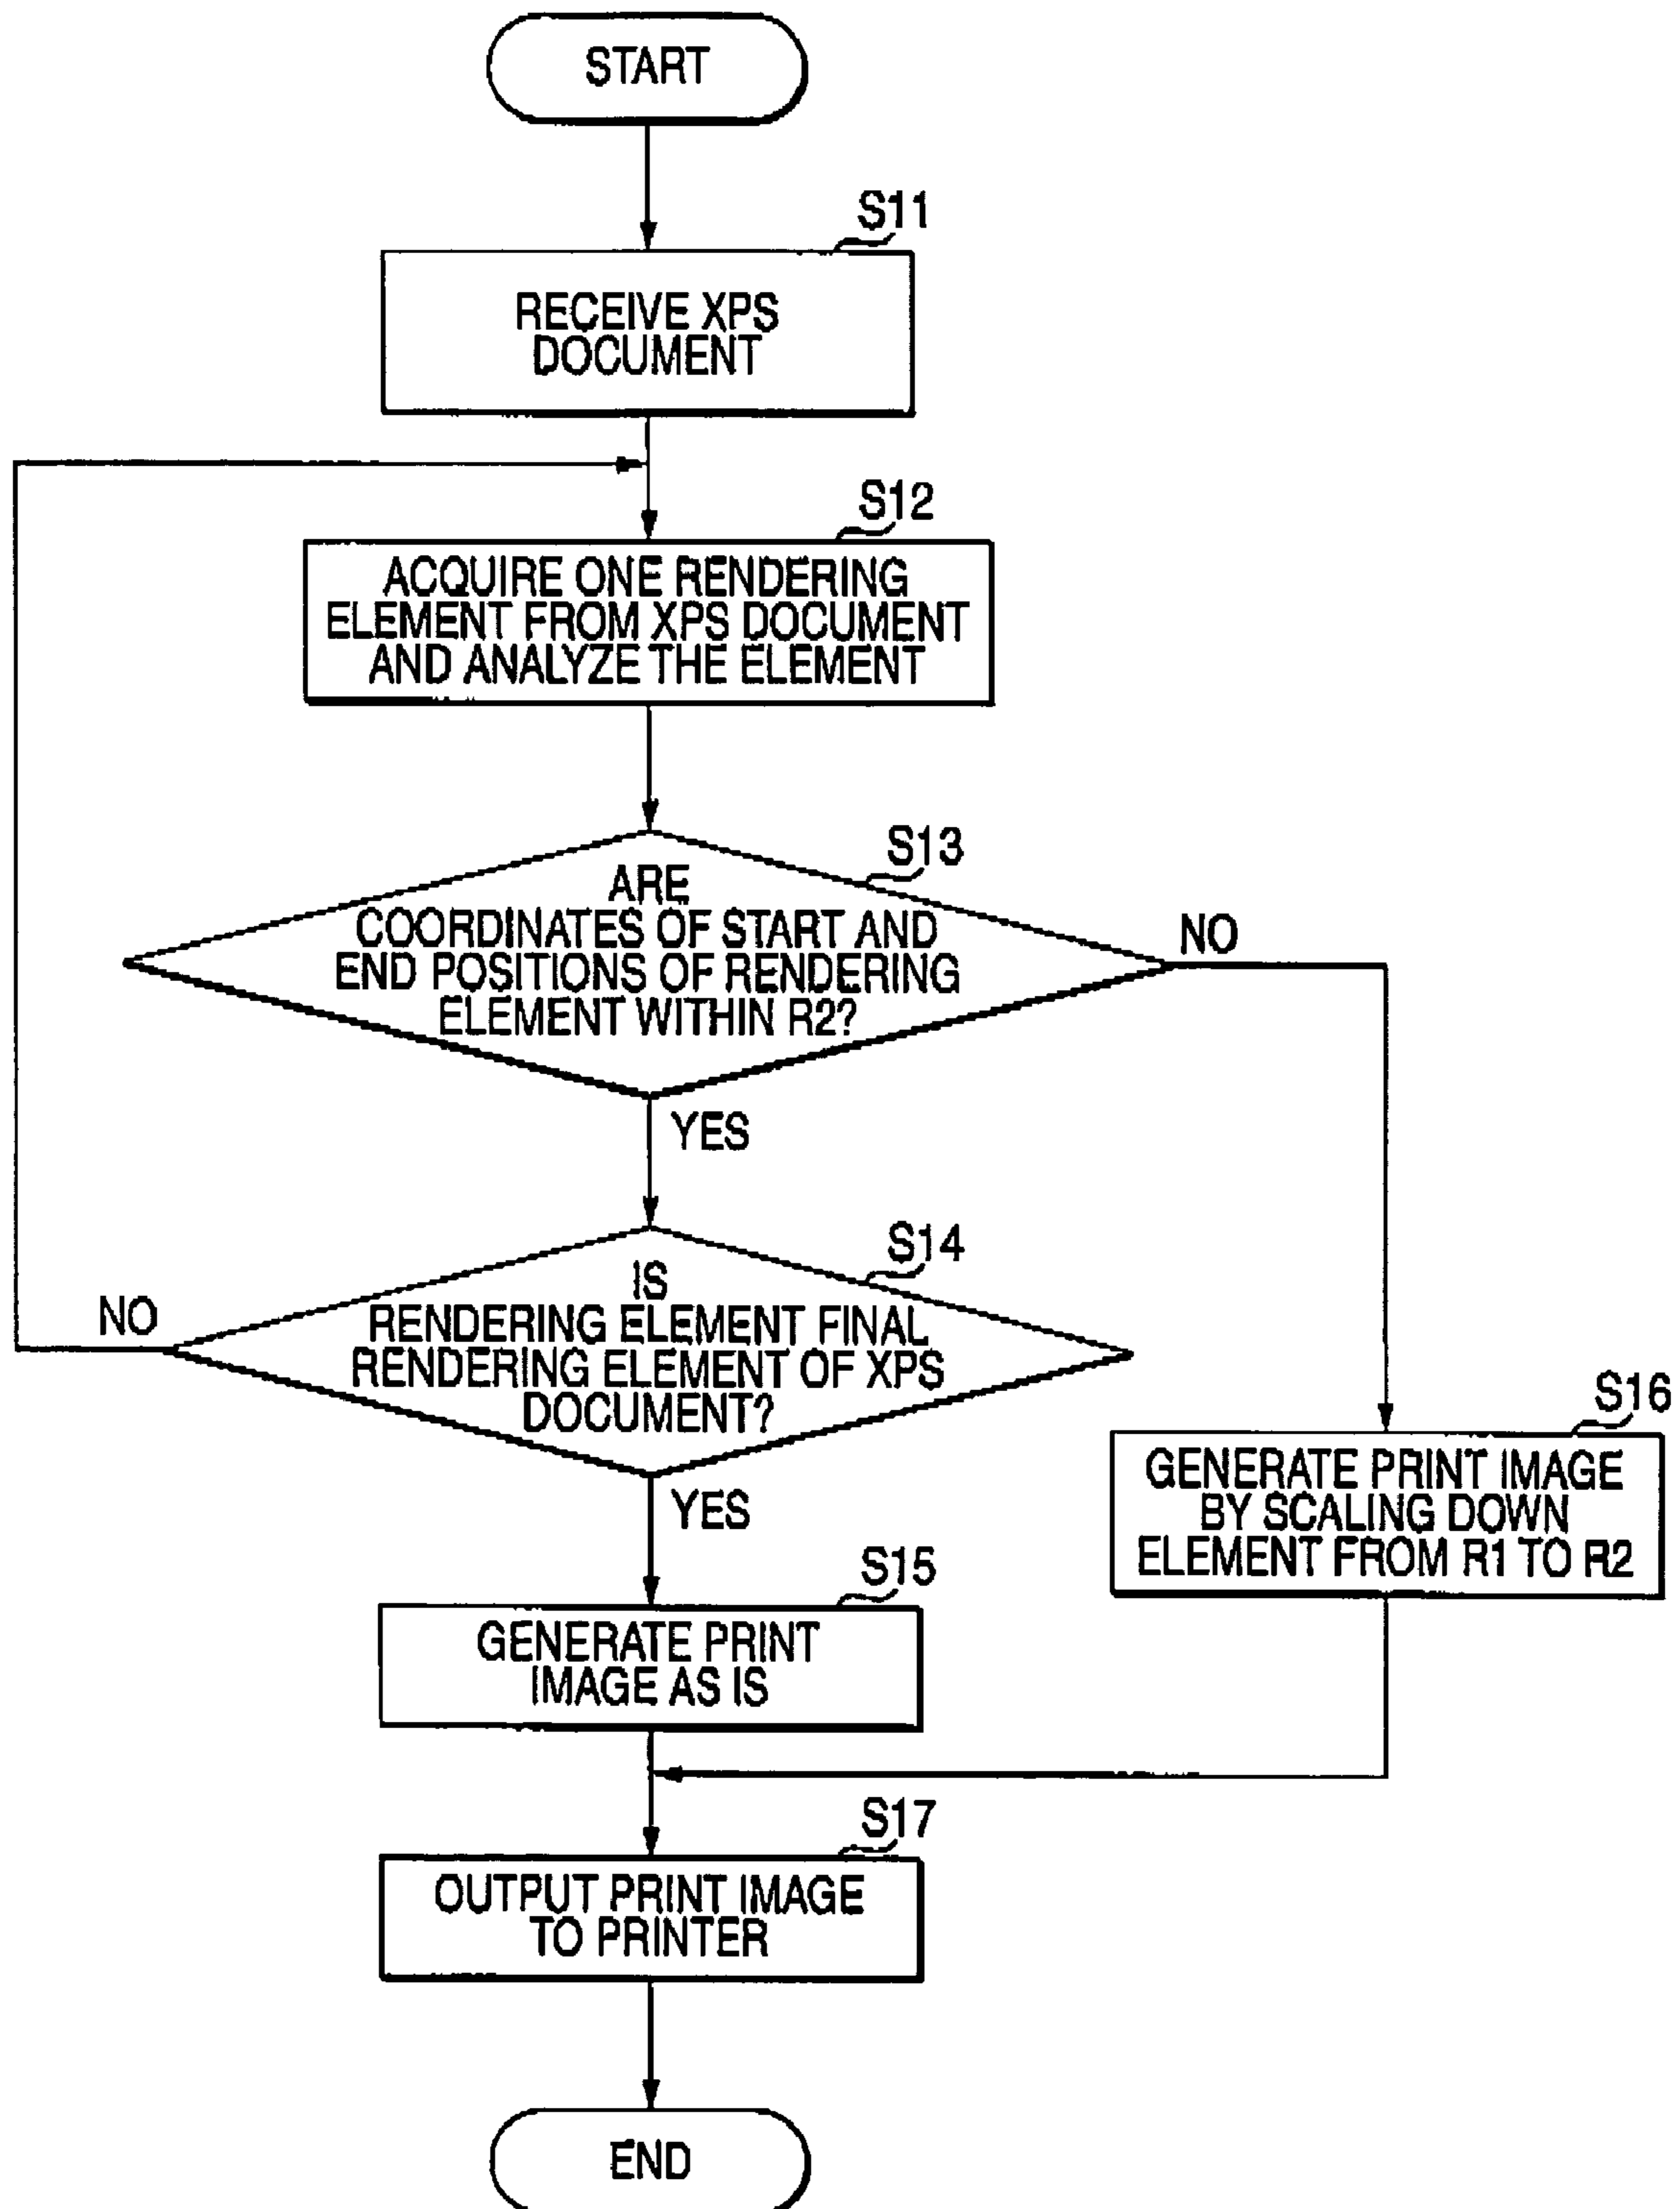 START
S11
RECEIVE XPS
DOCUMENT
S12
ACQUIRE ONE RENDERING
ELEMENT FROM XPS DOCUMENT
AND ANALYZE THE ELEMENT
S13
ARE
COORDINATES OF START AND
END POSITIONS OF RENDERING
ELEMENT WITHIN R2?
NO
YES
S14
IS
RENDERING ELEMENT FINAL
RENDERING ELEMENT OF XPS
DOCUMENT?
NO
YES
S16
GENERATE PRINT IMAGE
BY SCALING DOWN
ELEMENT FROM R1 TO R2
S15
GENERATE PRINT
IMAGE AS IS
S17
OUTPUT PRINT IMAGE
TO PRINTER
END